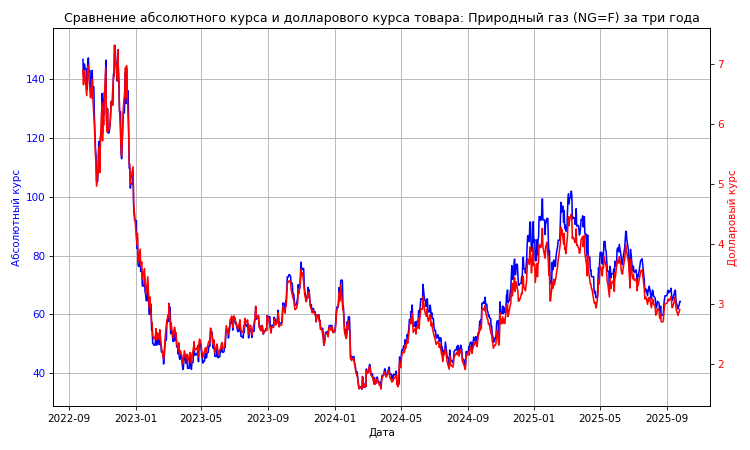 Сравнение абсолютного курса и долларового курса товара: Природный газ (NG=F) за три года
Абсолютный курс
140
120
100
80
60
40
7
6
5
4
3
2
Долларовый курс
2022-09 2023-01 2023-05 2023-09 2024-01 2024-05 2024-09 2025-01 2025-05 2025-09
Дата